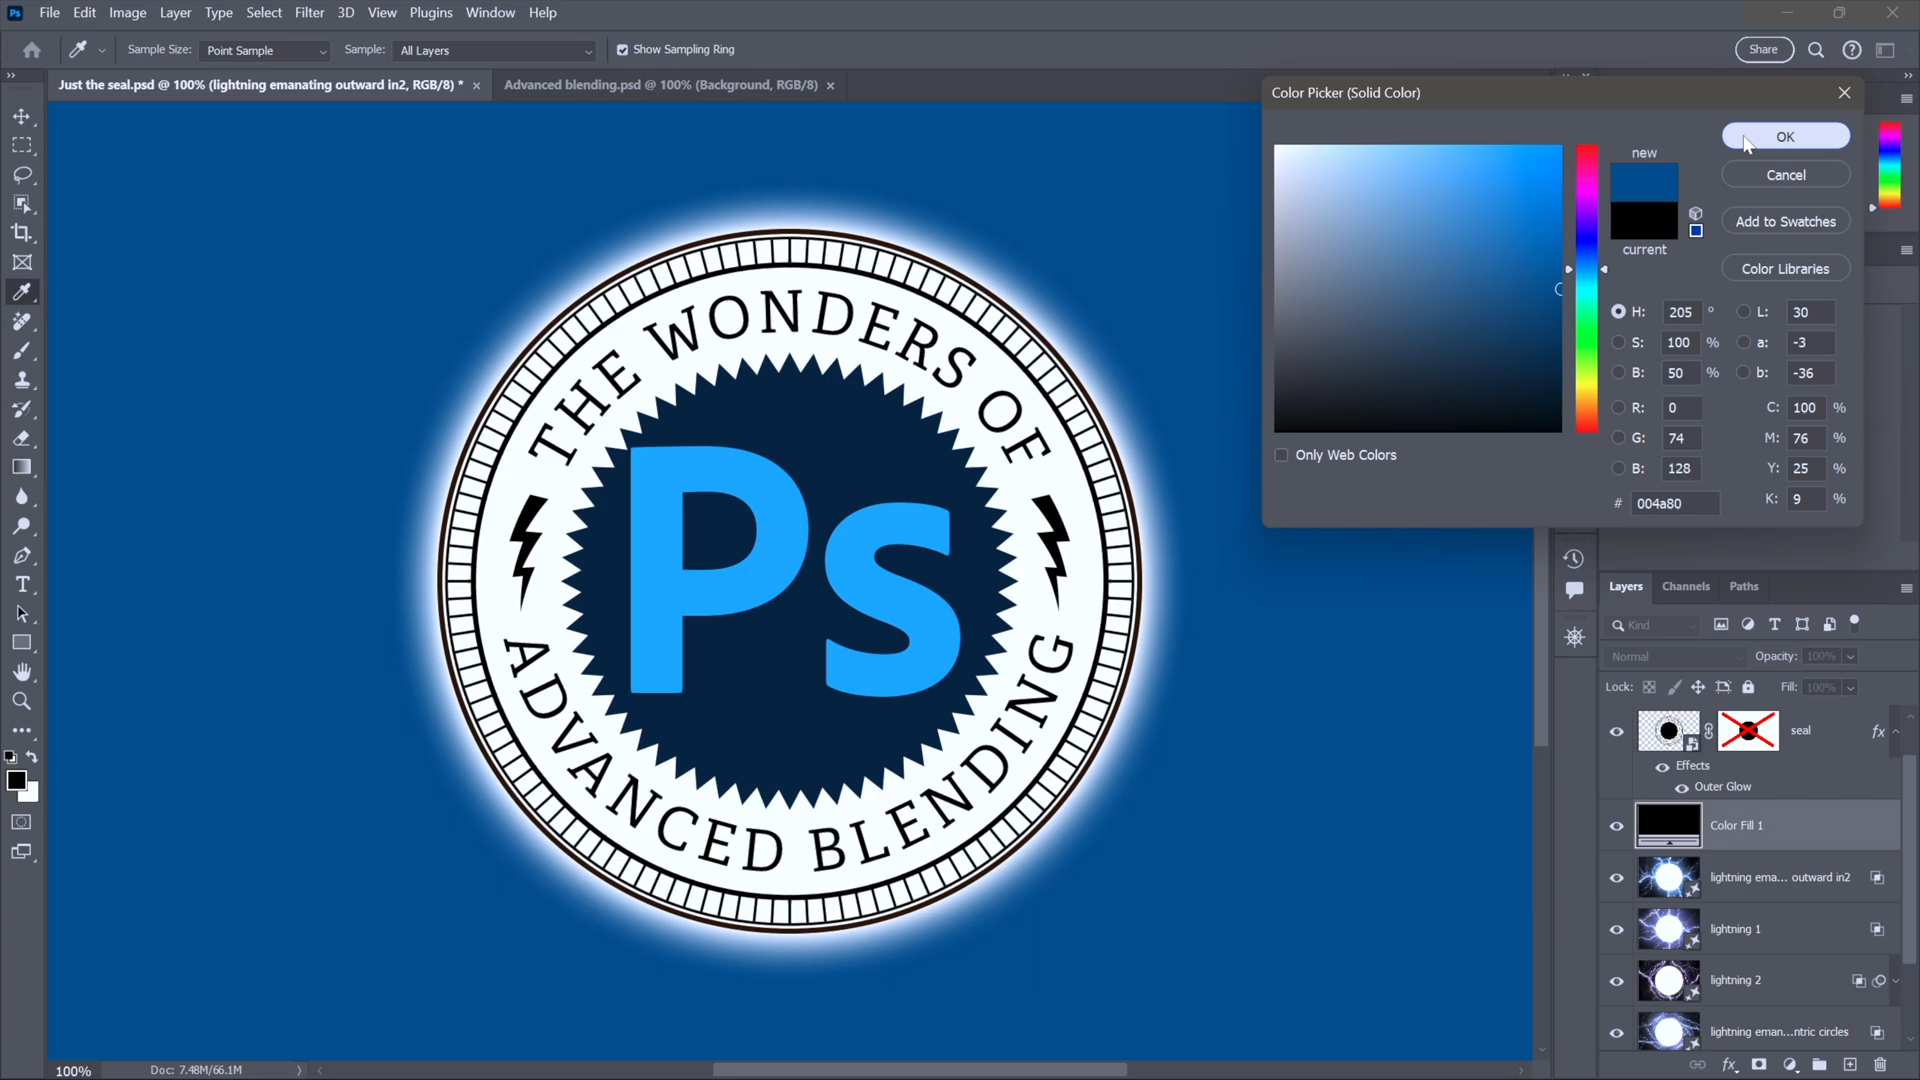 Ps File Edit Image Layer Type Select Filter 3D View Plugins Window Help
Sample Size: Point Sample Sample: All Layers Show Sampling Ring Share
Just the seal.psd @ 100% (lightning emanating outward in2, RGB/8) * × Advanced blending.psd @ 100% (Background, RGB/8) ×
Color Picker (Solid Color)
new
current
OK
Cancel
Add to Swatches
Color Libraries
H: 205 ° L: 30
S: 100 % a: -3
B: 50 % b: -36
R: 0 C: 100 %
G: 74 M: 76 %
B: 128 Y: 25 %
# 004a80 K: 9 %
Only Web Colors
THE WONDERS OF
Ps
ADVANCED BLENDING
Layers Channels Paths
Kind
Normal Opacity: 100%
Lock: Fill: 100%
seal fx
Effects
Outer Glow
Color Fill 1
lightning ema... outward in2
lightning 1
lightning 2
lightning eman...ntric circles
fx
100% Doc: 7.48M/66.1M